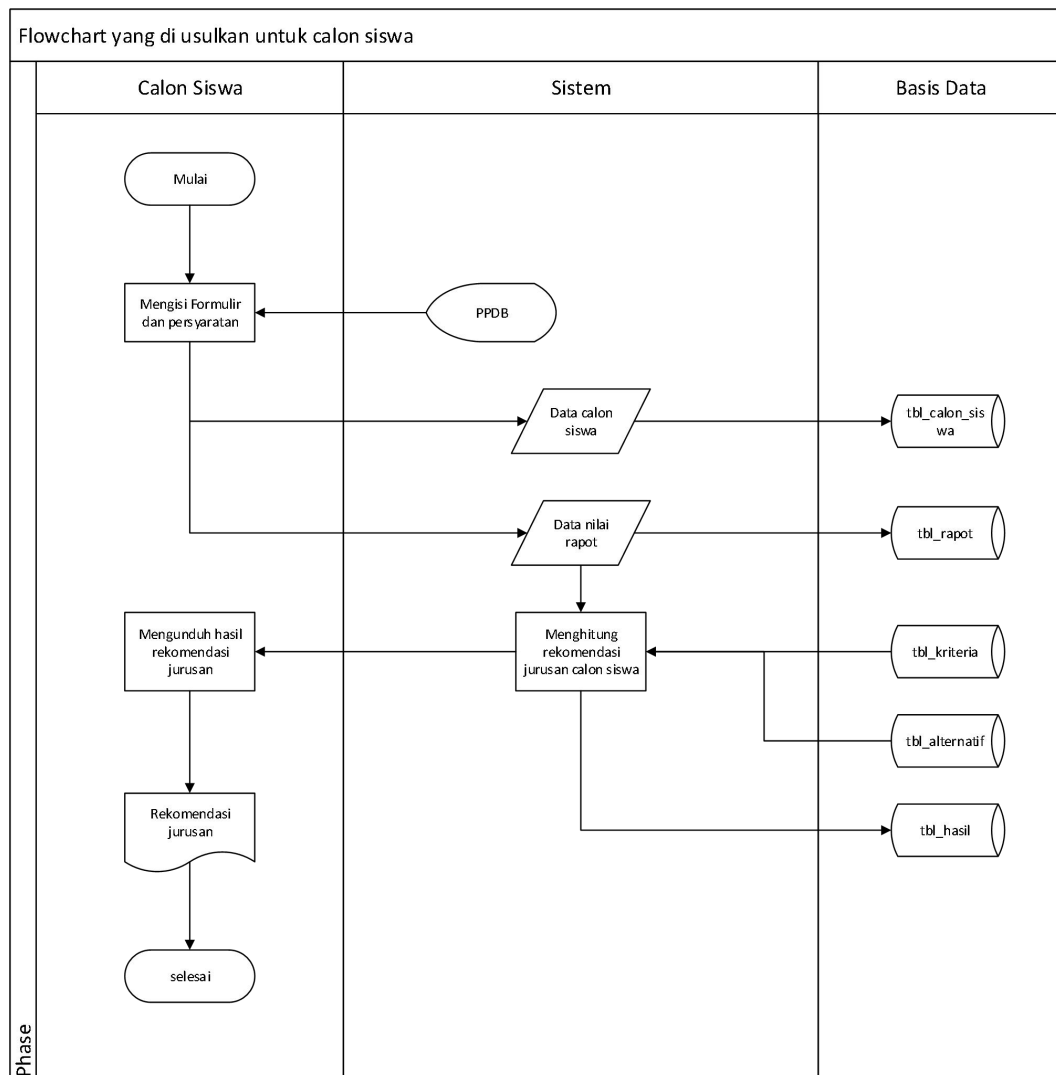 Flowchart yang di usulkan untuk calon siswa
Calon Siswa
Sistem
Basis Data
Mulai
Mengisi Formulir
dan persyaratan
PPDB
Data calon
siswa
tbl_calon_sis
wa
Data nilai
rapot
tbl_rapot
Mengunduh hasil
rekomendasi
jurusan
Menghitung
rekomendasi
jurusan calon siswa
tbl_kriteria
tbl_alternatif
Rekomendasi
jurusan
tbl_hasil
selesai
Phase